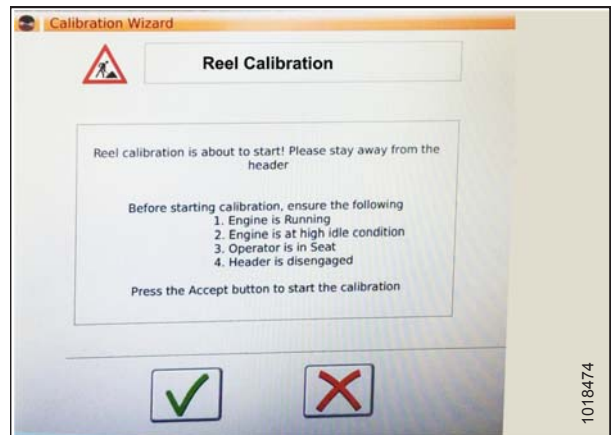 Calibration Wizard
Reel Calibration
Reel calibration is about to start! Please stay away from the
header
Before starting calibration, ensure the following
1. Engine is Running
2. Engine is at high idle condition
3. Operator is in Seat
4. Header is disengaged
Press the Accept button to start the calibration
1018474